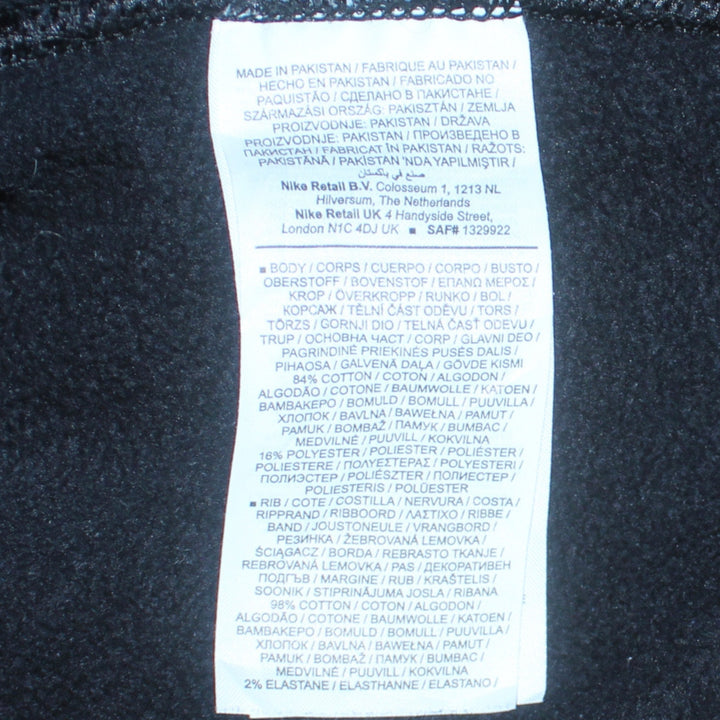 MADE IN PAKISTAN / FABRIQUE AU PAKISTAN /
HECHO EN PAKISTAN / FABRICADO NO
PAQUISTÃO / СДЕЛАНО В ПАКИСТАНЕ /
SZÁRMAZÁSI ORSZÁG: PAKISZTÁN / ZEMLJA
PROIZVODNJE: PAKISTAN / DRŽAVA
PROIZVODNJE: PAKISTAN / ПРОИЗВЕДЕНО В
ПАКИСТАН / FABRICAT ÎN PAKISTAN / RAŽOTS:
PAKISTĀNĀ / PAKİSTAN 'NDA YAPILMIŞTIR /
صنع في باكستان
Nike Retail B.V. Colosseum 1, 1213 NL
Hilversum, The Netherlands
Nike Retail UK 4 Handyside Street,
London N1C 4DJ UK ■ SAF# 1329922
■ BODY / CORPS / CUERPO / CORPO / BUSTO /
OBERSTOFF / BOVENSTOF / ΕΠΑΝΩ ΜΕΡΟΣ /
KROP / ÖVERKROPP / RUNKO / BOL /
КОРСАЖ / TĚLNÍ ČÁST ODĚVU / TORS /
TÖRZS / GORNJI DIO / TELNÁ ČASŤ ODEVU /
TRUP / ОСНОВНА ЧАСТ / CORP / GLAVNI DEO /
PAGRINDINĖ PRIEKINĖS PUSĖS DALIS /
PIHAOSA / GALVENĀ DAĻA / GÖVDE KISMI
84% COTTON / COTON / ALGODON /
ALGODÃO / COTONE / BAUMWOLLE / KATOEN /
ΒΑΜΒΑΚΕΡΟ / BOMULD / BOMULL / PUUVILLA /
ХЛОПОК / BAVLNA / BAWEŁNA / PAMUT /
PAMUK / BOMBAŽ / ПАМУК / BUMBAC /
MEDVILNĖ / PUUVILL / KOKVILNA
16% POLYESTER / POLIESTER / POLIÉSTER /
POLIESTERE / ΠΟΛΥΕΣΤΕΡΑΣ / POLYESTERI /
ПОЛИЭСТЕР / POLIÉSZTER / ПОЛИЕСТЕР /
POLIESTERIS / POLÜESTER
■ RIB / COTE / COSTILLA / NERVURA / COSTA /
RIPPRAND / RIBBOORD / ΛΑΣΤΙΧΟ / RIBBE /
BAND / JOUSTONEULE / VRANGBORD /
РЕЗИНКА / ŽEBROVANÁ LEMOVKA /
ŚCIĄGACZ / BORDA / REBRASTO TKANJE /
REBROVANÁ LEMOVKA / PAS / ДЕКОРАТИВЕН
ПОДГЪВ / MARGINE / RUB / KRAŠTELIS /
SOONIK / STIPRINĀJUMA JOSLA / RIBANA
98% COTTON / COTON / ALGODON /
ALGODÃO / COTONE / BAUMWOLLE / KATOEN /
ΒΑΜΒΑΚΕΡΟ / BOMULD / BOMULL / PUUVILLA /
ХЛОПОК / BAVLNA / BAWEŁNA / PAMUT /
PAMUK / BOMBAŽ / ПАМУК / BUMBAC /
MEDVILNĖ / PUUVILL / KOKVILNA
2% ELASTANE / ELASTHANNE / ELASTANO /